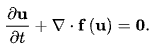 ∂𝐮/∂t + ∇ · 𝐟 (𝐮) = 𝟎.